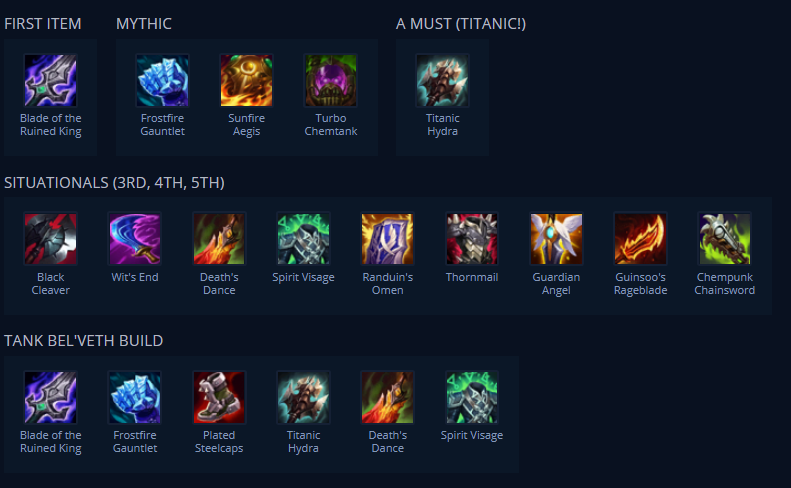 FIRST ITEM MYTHIC A MUST (TITANIC!)
Blade of the Frostfire Sunfire Turbo Titanic
Ruined King Gauntlet Aegis Chemtank Hydra
SITUATIONALS (3RD, 4TH, 5TH)
Black Wit's End Death's Spirit Visage Randuin's Thornmail Guardian Guinsoo's Chempunk
Cleaver Dance Omen Angel Rageblade Chainsword
TANK BEL'VETH BUILD
Blade of the Frostfire Plated Titanic Death's Spirit Visage
Ruined King Gauntlet Steelcaps Hydra Dance